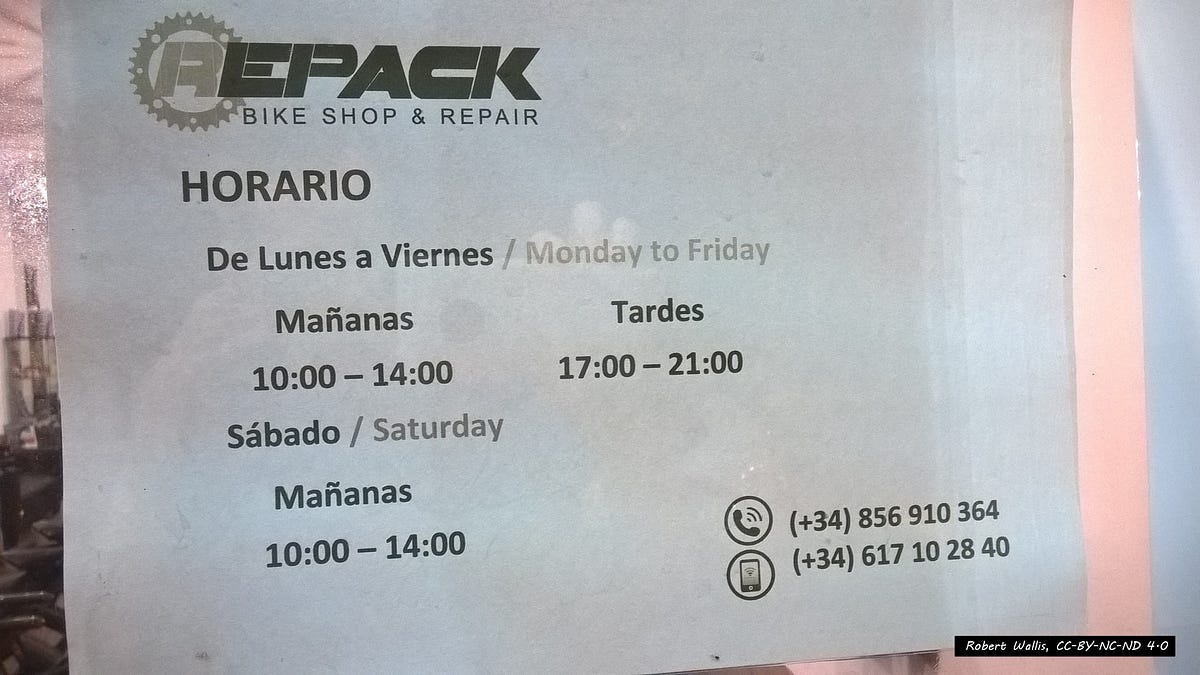 REPACK
BIKE SHOP & REPAIR
HORARIO
De Lunes a Viernes / Monday to Friday
Mañanas Tardes
10:00 – 14:00 17:00 – 21:00
Sábado / Saturday
Mañanas
10:00 – 14:00
(+34) 856 910 364
(+34) 617 10 28 40
Robert Wallis, CC-BY-NC-ND 4.0